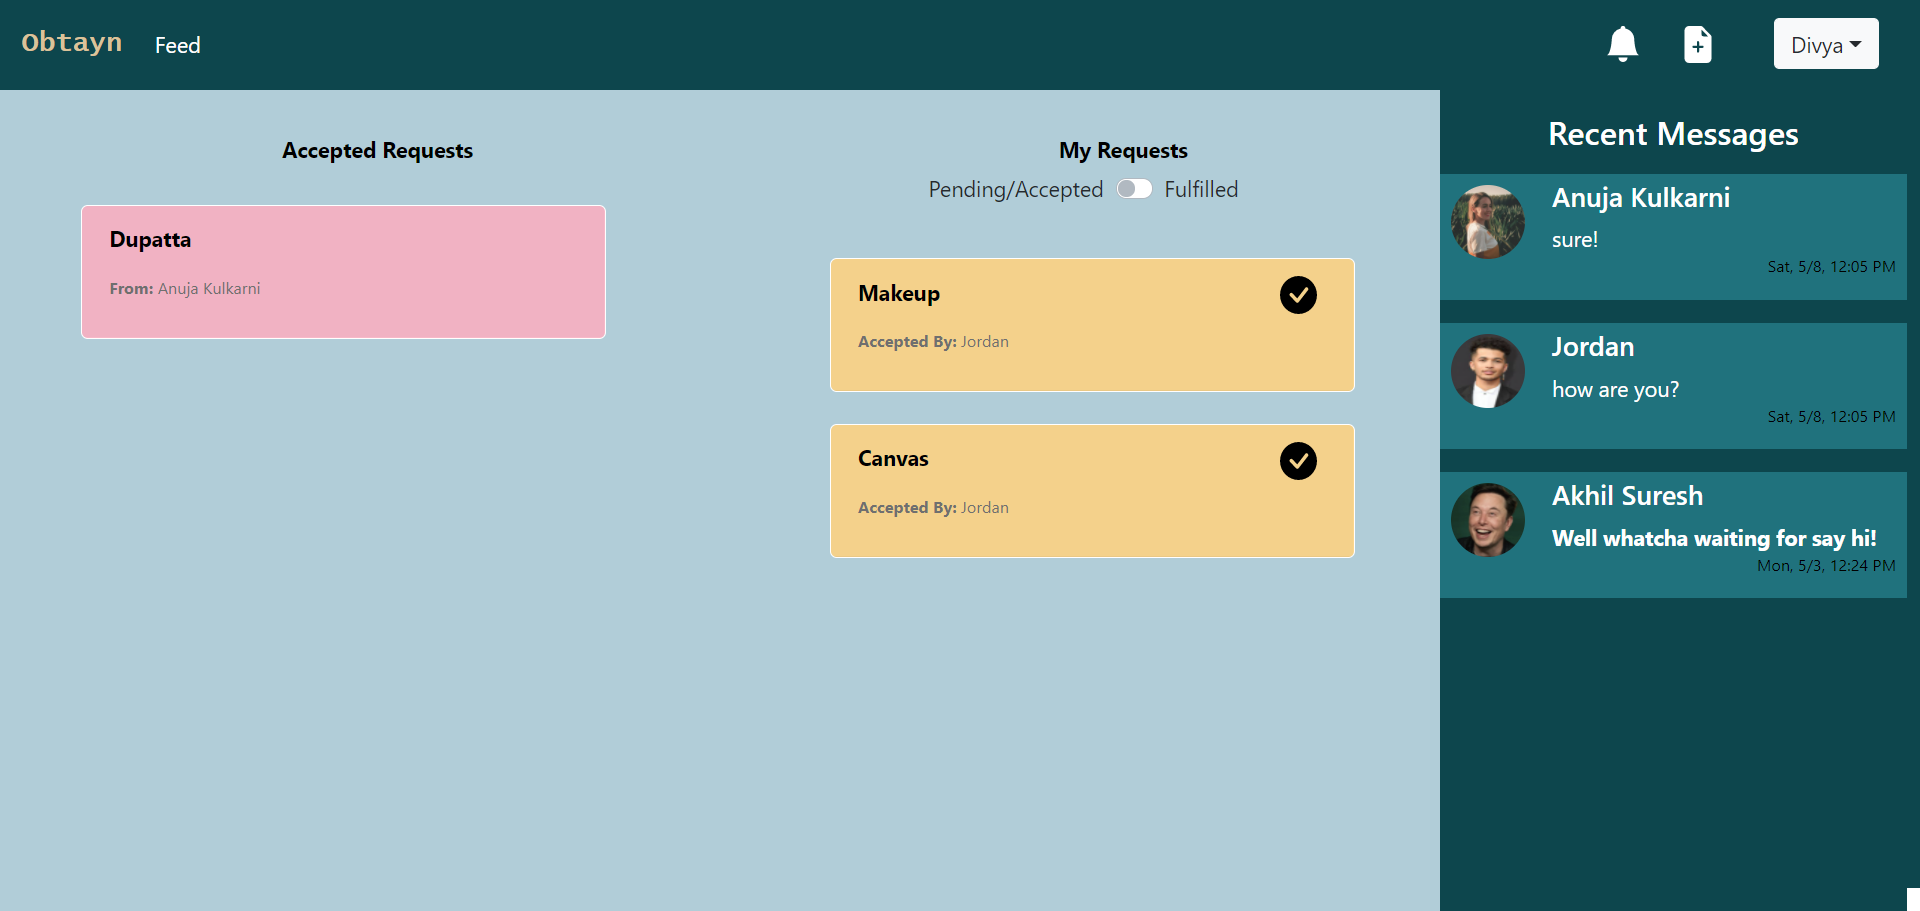 Obtayn
Feed
Divya
Accepted Requests
Dupatta
From: Anuja Kulkarni
My Requests
Pending/Accepted Fulfilled
Makeup
Accepted By: Jordan
Canvas
Accepted By: Jordan
Recent Messages
Anuja Kulkarni
sure!
Sat, 5/8, 12:05 PM
Jordan
how are you?
Sat, 5/8, 12:05 PM
Akhil Suresh
Well whatcha waiting for say hi!
Mon, 5/3, 12:24 PM